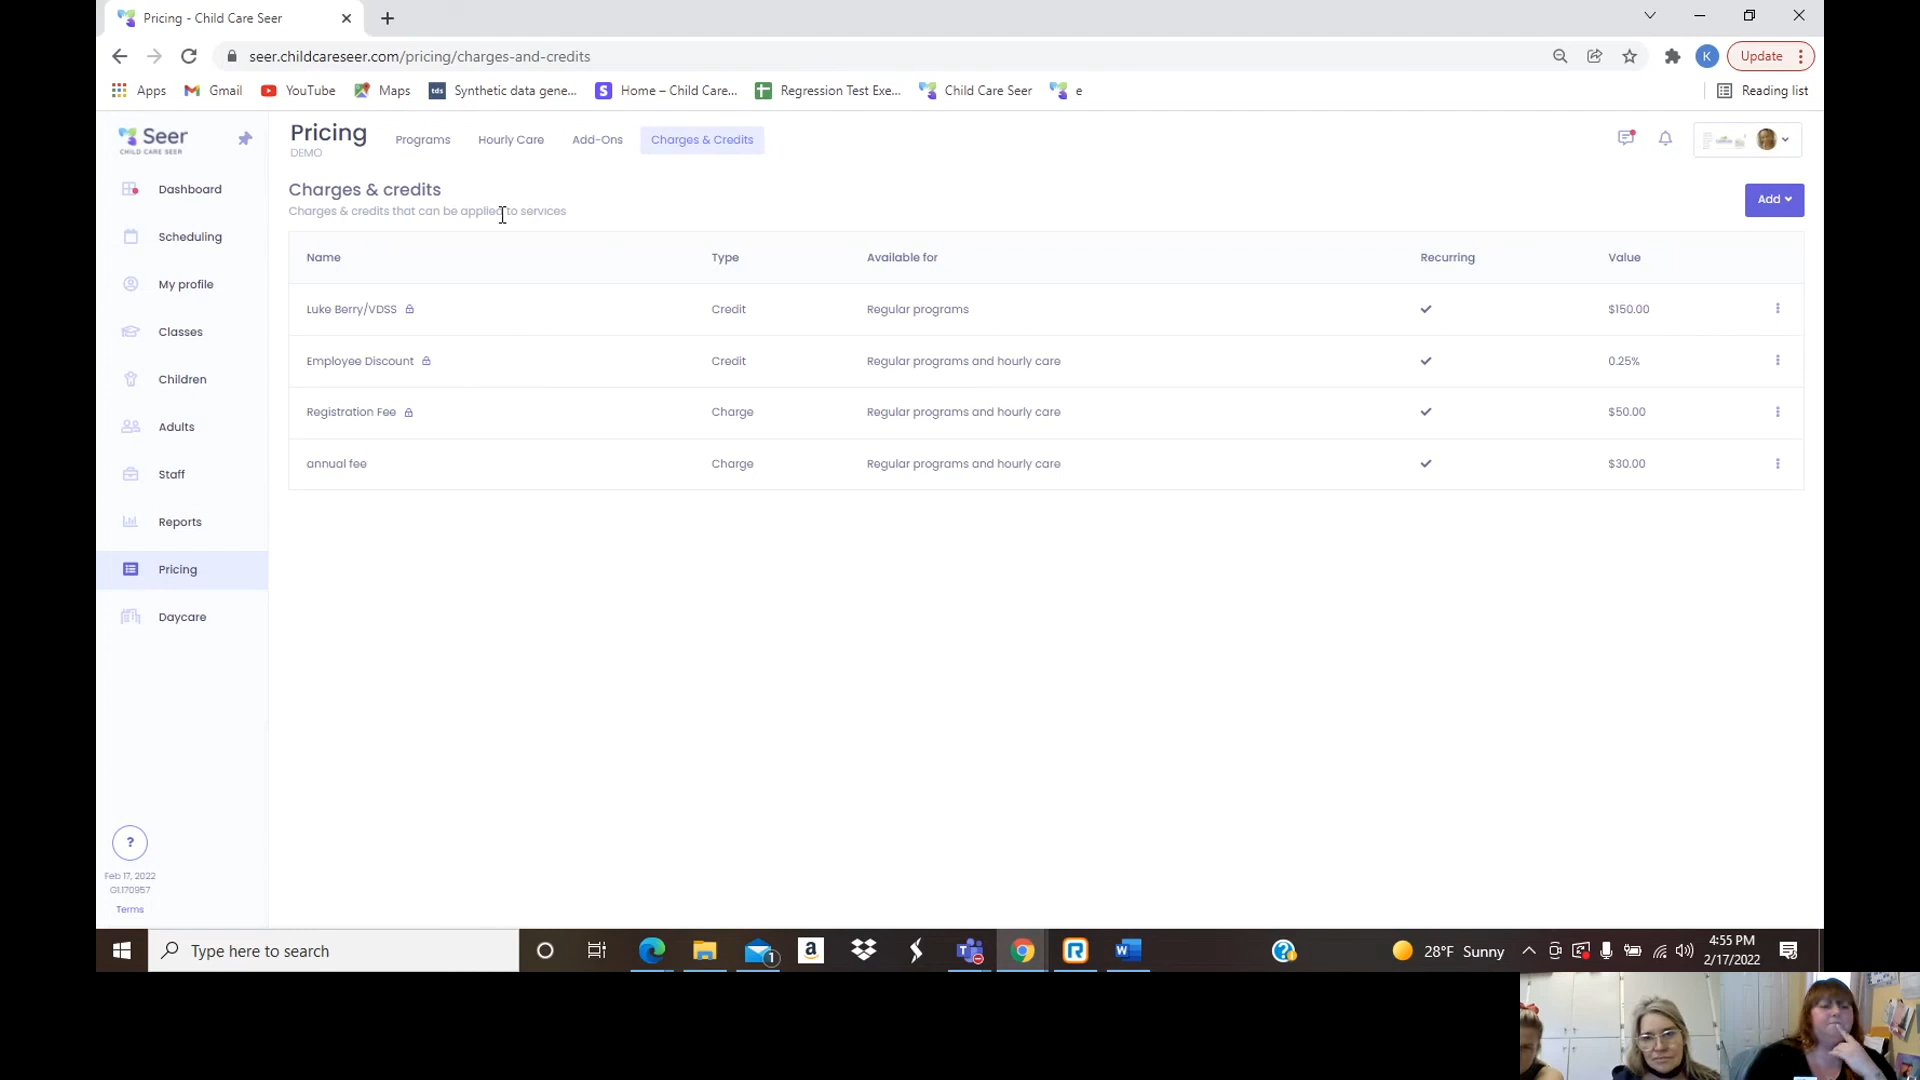 Pricing - Child Care Seer
seer.childcareseer.com/pricing/charges-and-credits
K
Update
Apps
Gmail
YouTube
Maps
tds
Synthetic data gene...
S
Home – Child Care...
Regression Test Exe...
Child Care Seer
e
Reading list
Seer
CHILD CARE SEER
Pricing
DEMO
Programs
Hourly Care
Add-Ons
Charges & Credits
Dashboard
Scheduling
My profile
Classes
Children
Adults
Staff
Reports
Pricing
Daycare
Charges & credits
Charges & credits that can be applied to services
Add
Name Type Available for Recurring Value
Luke Berry/VDSS Credit Regular programs $150.00
Employee Discount Credit Regular programs and hourly care 0.25%
Registration Fee Charge Regular programs and hourly care $50.00
annual fee Charge Regular programs and hourly care $30.00
?
Feb 17, 2022
G1.170957
Terms
Type here to search
1
28°F Sunny
4:55 PM
2/17/2022